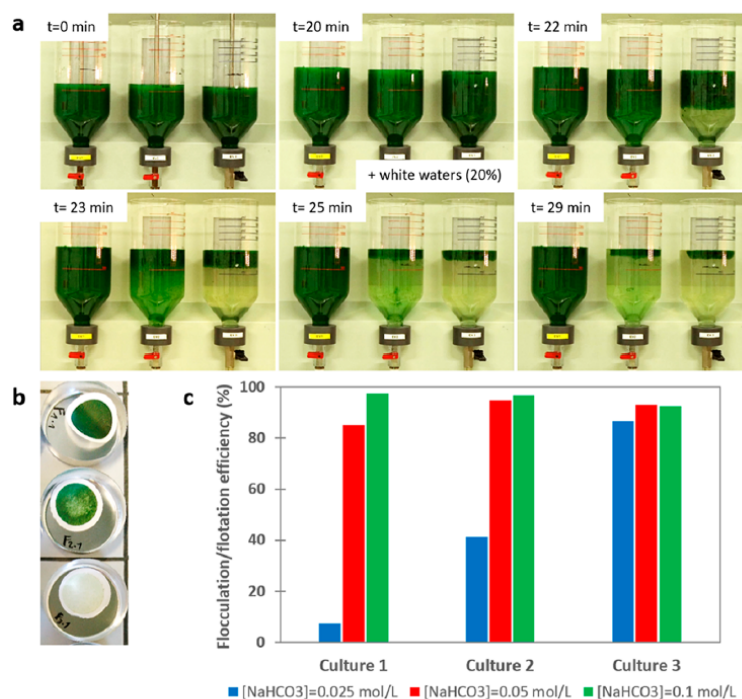 a
t=0 min
t=20 min
t= 22 min
+ white waters (20%)
t= 23 min
t= 25 min
t= 29 min
b
F2-1
c
Flocculation/flotation efficiency (%)
100
80
60
40
20
0
Culture 1
Culture 2
Culture 3
[NaHCO3]=0.025 mol/L
[NaHCO3]=0.05 mol/L
[NaHCO3]=0.1 mol/L